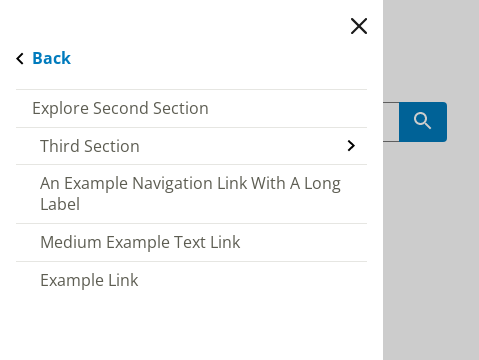 Back
Explore Second Section
Third Section
An Example Navigation Link With A Long
Label
Medium Example Text Link
Example Link